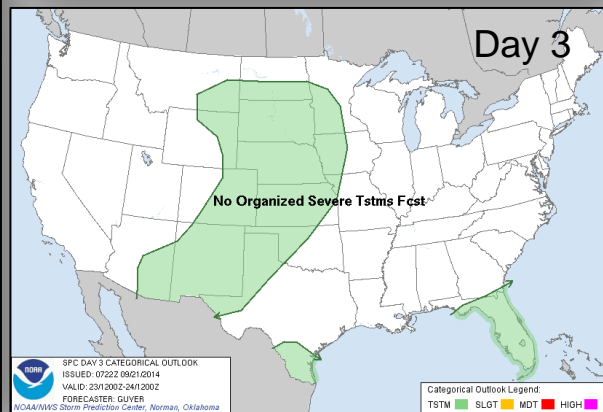 Day 3
No Organized Severe Tstms Fcst
NOAA
SPC DAY 3 CATEGORICAL OUTLOOK
ISSUED: 0722Z 09/21/2014
VALID: 23/1200Z-24/1200Z
FORECASTER: GUYER
NOAA/NWS Storm Prediction Center, Norman, Oklahoma
Categorical Outlook Legend:
TSTM SLGT MDT HIGH